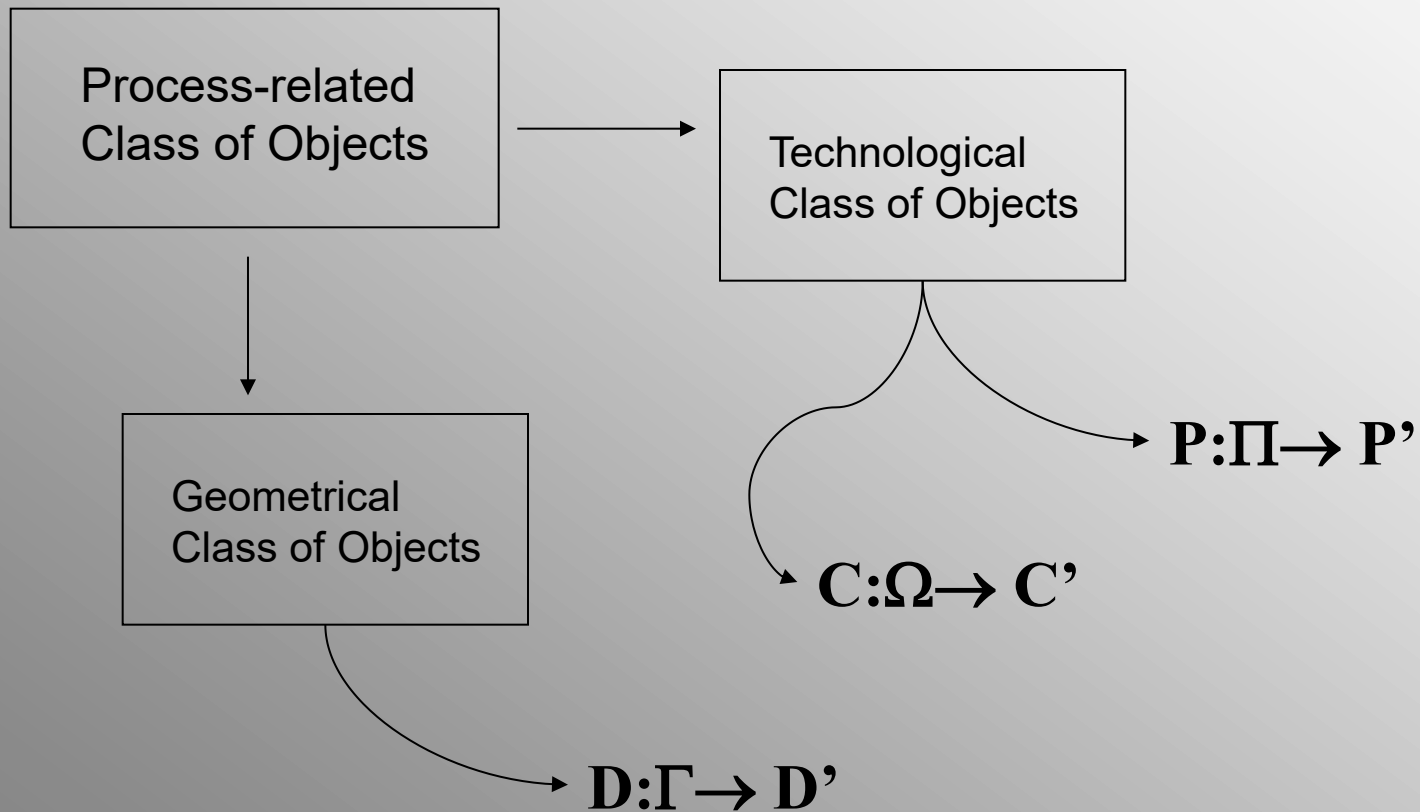 Process-related
Class of Objects
Technological
Class of Objects
P:Π→ P’
Geometrical
Class of Objects
C:Ω→ C’
D:Γ→ D’